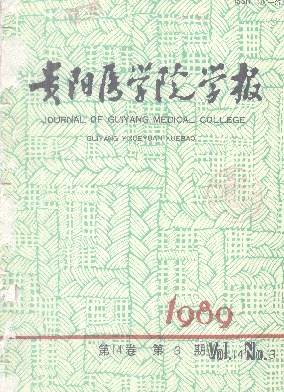 贵阳医学院学报
JOURNAL OF GUIYANG MEDICAL COLLEGE
GUIYANG YIXUEYUAN XUEBAO
1989
第14卷 第 3 期 Vol.14 No.3